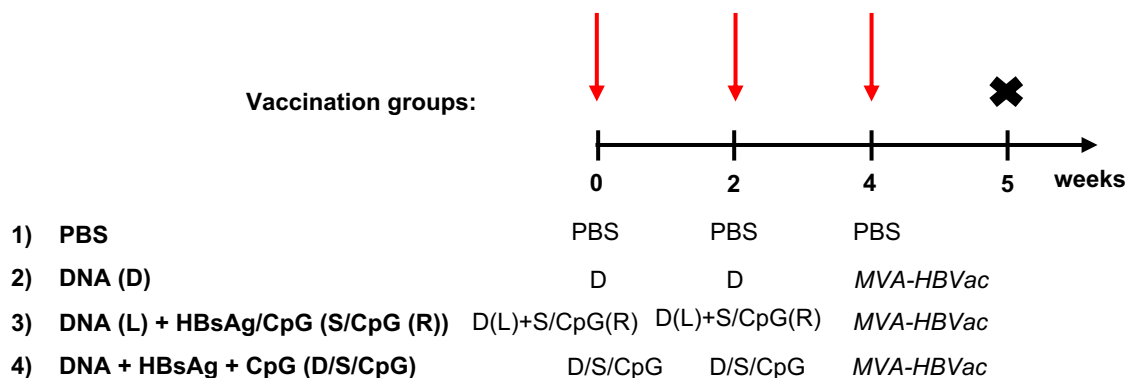 Vaccination groups:
0 2 4 5 weeks
1) PBS PBS PBS PBS
2) DNA (D) D D MVA-HBVac
3) DNA (L) + HBsAg/CpG (S/CpG (R)) D(L)+S/CpG(R) D(L)+S/CpG(R) MVA-HBVac
4) DNA + HBsAg + CpG (D/S/CpG) D/S/CpG D/S/CpG MVA-HBVac